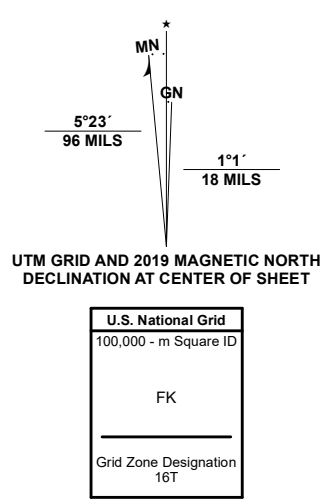 ★
MN
GN
5°23´
96 MILS
1°1´
18 MILS
UTM GRID AND 2019 MAGNETIC NORTH
DECLINATION AT CENTER OF SHEET
U.S. National Grid
100,000 - m Square ID
FK
Grid Zone Designation
16T